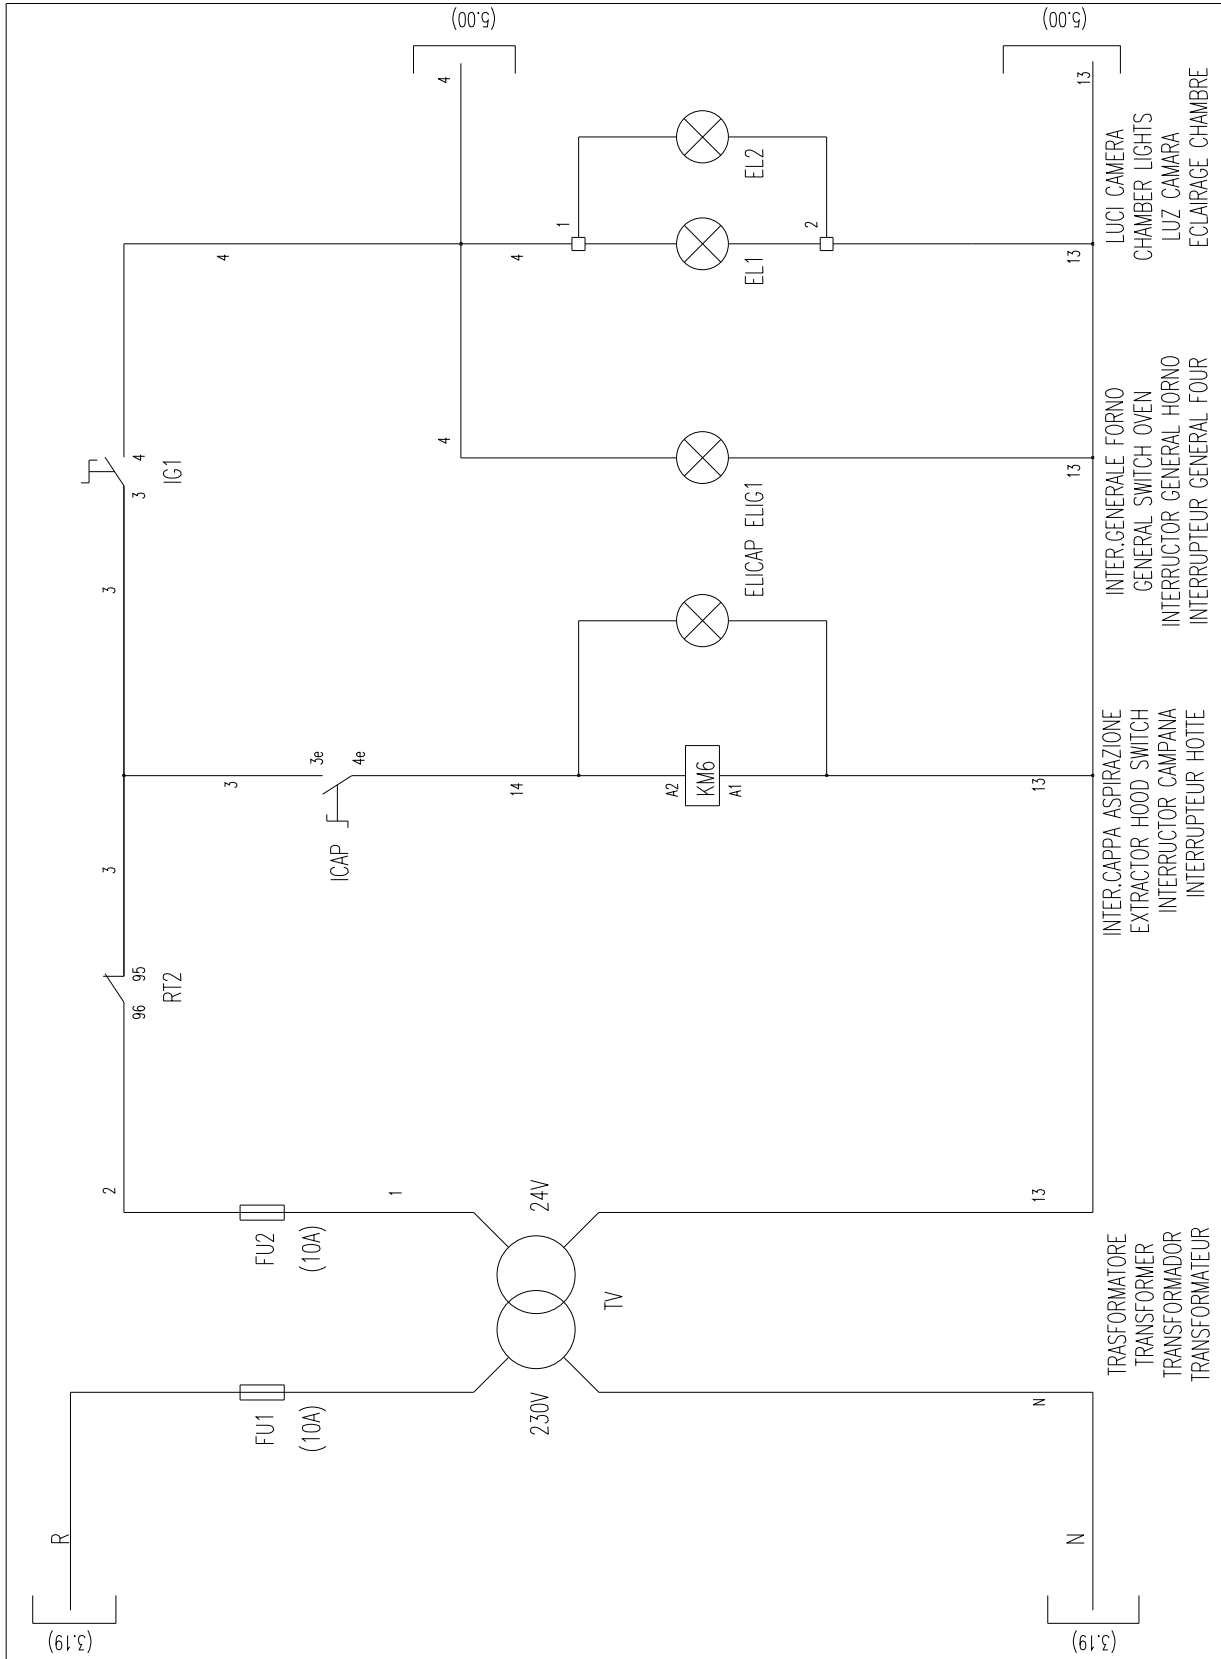 (3.19)
R
FU1
(10A)
230V
N
N
(3.19)
TV
2
FU2
(10A)
1
24V
13
TRASFORMATORE
TRANSFORMER
TRANSFORMADOR
TRANSFORMATEUR
96
95
RT2
3
3
3
3e
4e
ICAP
14
A2
KM6
A1
13
INTER.CAPPA ASPIRAZIONE
EXTRACTOR HOOD SWITCH
INTERRUCTOR CAMPANA
INTERRUPTEUR HOTTE
ELICAP ELIG1
3
4
IG1
4
13
INTER.GENERALE FORNO
GENERAL SWITCH OVEN
INTERRUCTOR GENERAL HORNO
INTERRUPTEUR GENERAL FOUR
4
4
1
EL1
EL2
2
13
LUCI CAMERA
CHAMBER LIGHTS
LUZ CAMARA
ECLAIRAGE CHAMBRE
4
(5.00)
13
(5.00)